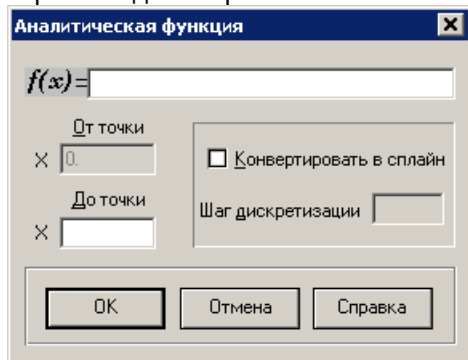 Аналитическая функция
f(x)=
От точки
X 0.
Конвертировать в сплайн
До точки
Шаг дискретизации
X
OK Отмена Справка